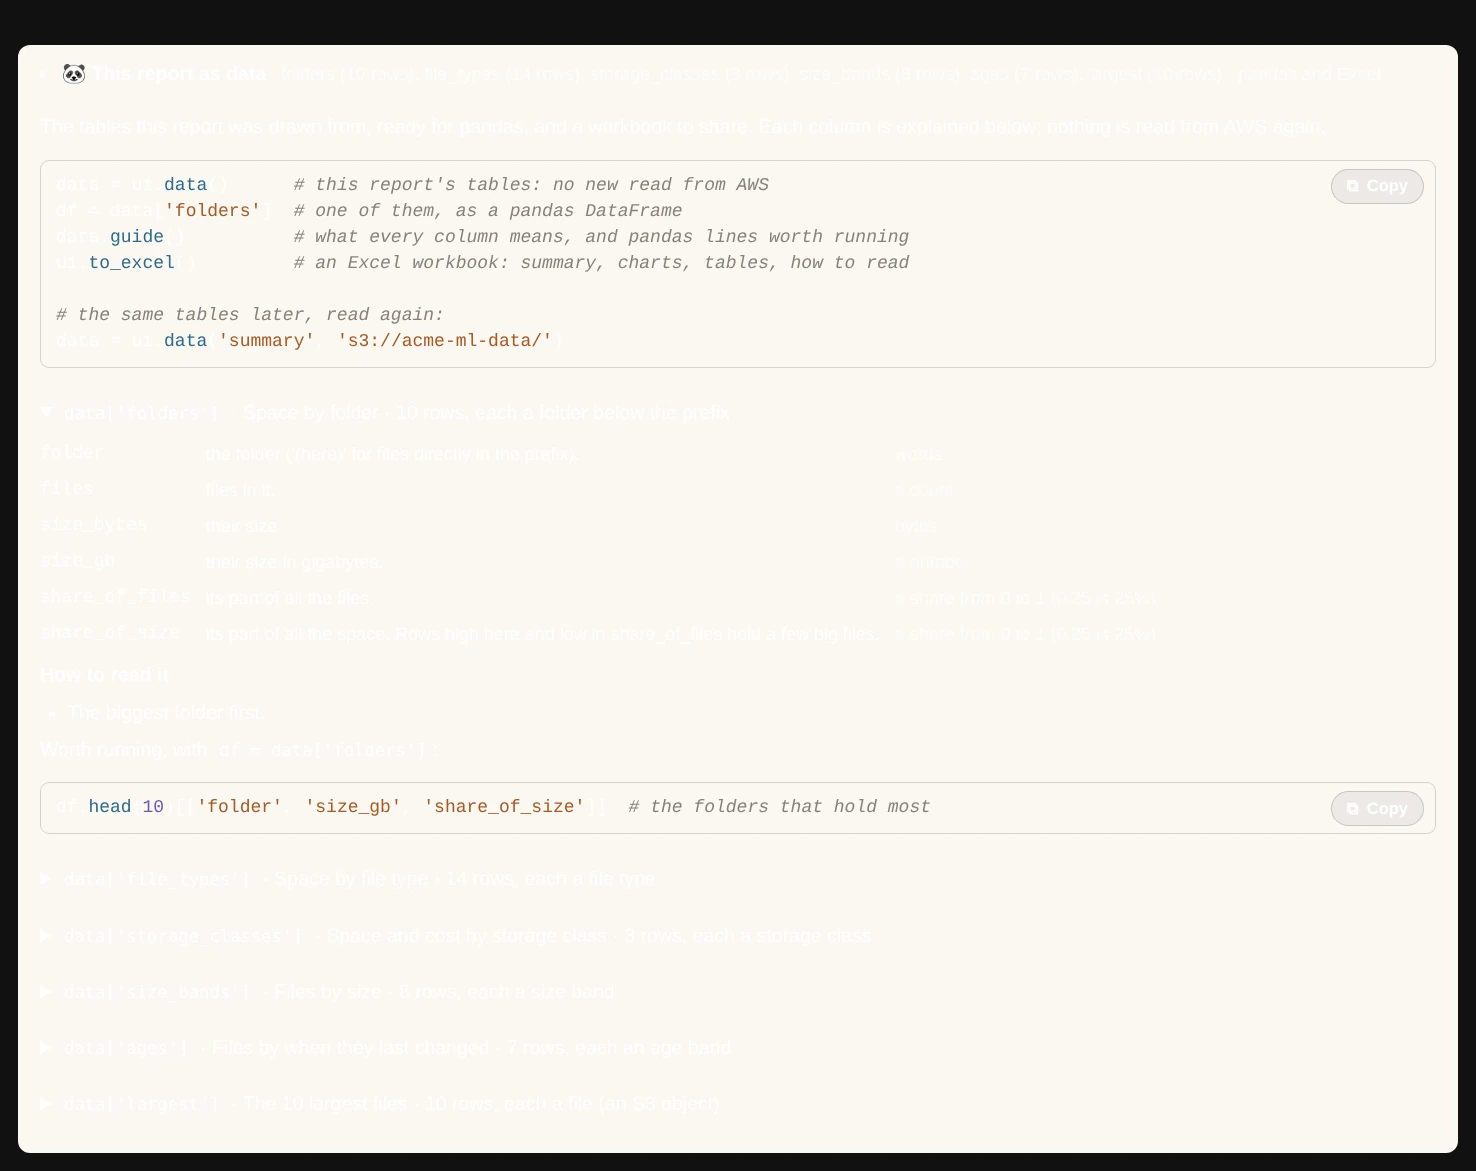 🐼 This report as data · folders (10 rows), file_types (14 rows), storage_classes (3 rows), size_bands (8 rows), ages (7 rows), largest (10 rows) · pandas and Excel
The tables this report was drawn from, ready for pandas, and a workbook to share. Each column is explained below; nothing is read from AWS again.
data = ui.data()      # this report's tables: no new read from AWS
⧉ Copy
df = data['folders']  # one of them, as a pandas DataFrame
data.guide()          # what every column means, and pandas lines worth running
ui.to_excel()         # an Excel workbook: summary, charts, tables, how to read
# the same tables later, read again:
data = ui.data('summary', 's3://acme-ml-data/')
▼ data['folders'] · Space by folder · 10 rows, each a folder below the prefix
folder the folder ( (here): for files directly in the prefix). words
files files in it. a count
size_bytes their size. bytes
size_gb their size in gigabytes. a number
share_of_files its part of all the files. a share from 0 to 1 (0.25 is 25%)
share_of_size its part of all the space. Rows high here and low in share_of_files hold a few big files. a share from 0 to 1 (0.25 is 25%)
How to read it
• The biggest folder first.
Worth running, with df = data['folders'] :
df.head(10)[['folder', 'size_gb', 'share_of_size']]  # the folders that hold most
⧉ Copy
▶ data['file_types'] · Space by file type · 14 rows, each a file type
▶ data['storage_classes'] · Space and cost by storage class · 3 rows, each a storage class
▶ data['size_bands'] · Files by size · 8 rows, each a size band
▶ data['ages'] · Files by when they last changed · 7 rows, each an age band
▶ data['largest'] · The 10 largest files · 10 rows, each a file (an S3 object)